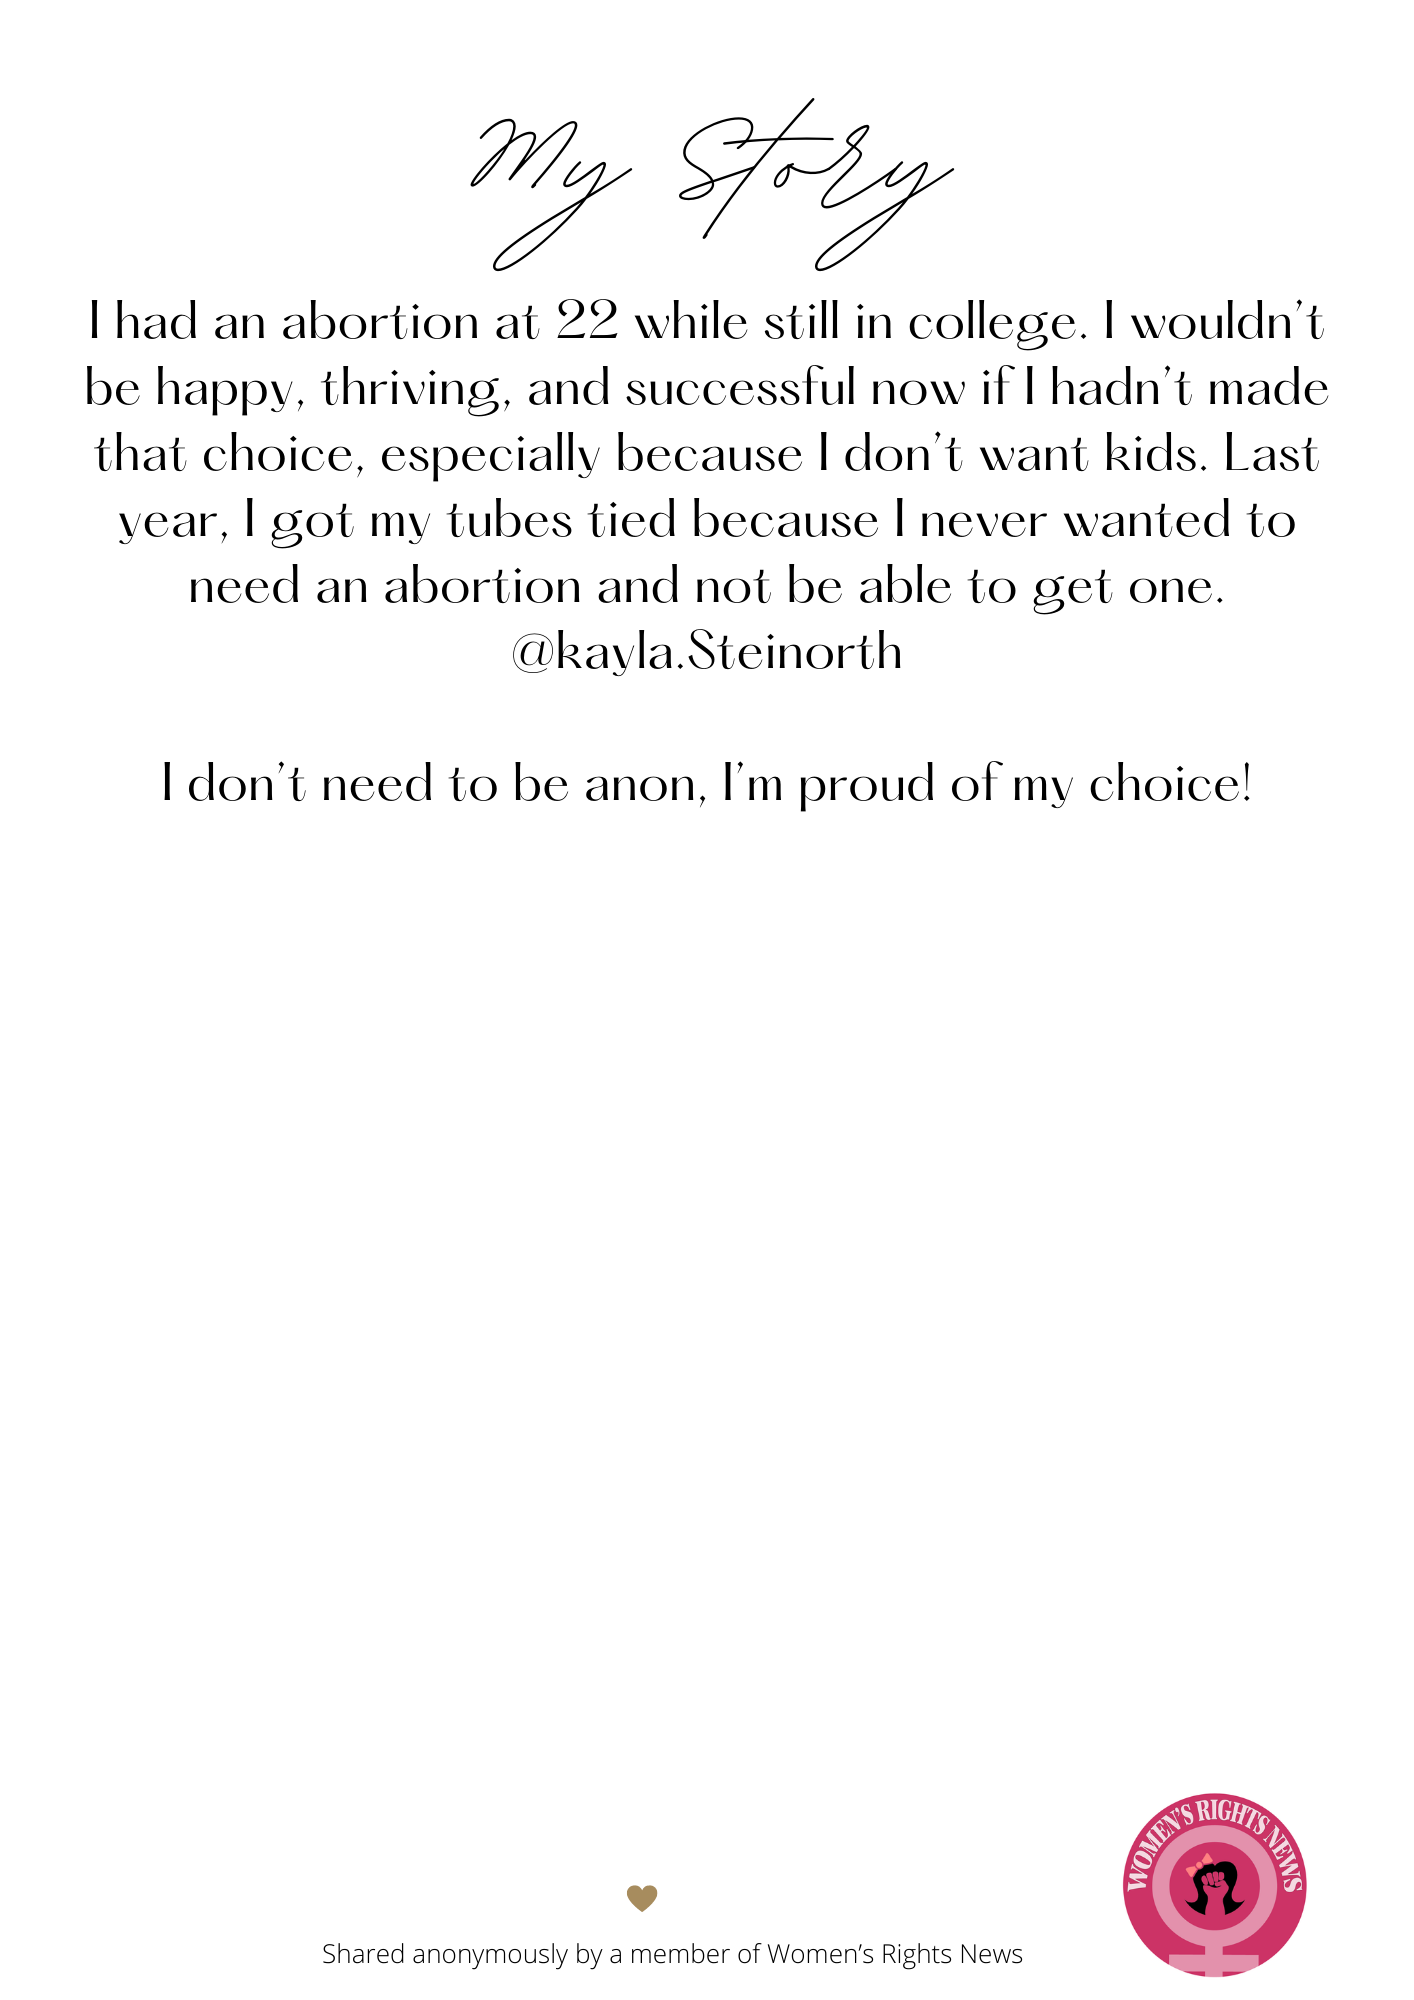 My Story
I had an abortion at 22 while still in college. I wouldn't
be happy, thriving, and successful now if I hadn't made
that choice, especially because I don't want kids. Last
year, I got my tubes tied because I never wanted to
need an abortion and not be able to get one.
@kayla.Steinorth
I don't need to be anon, I'm proud of my choice!
WOMEN'S RIGHTS NEWS
Shared anonymously by a member of Women's Rights News